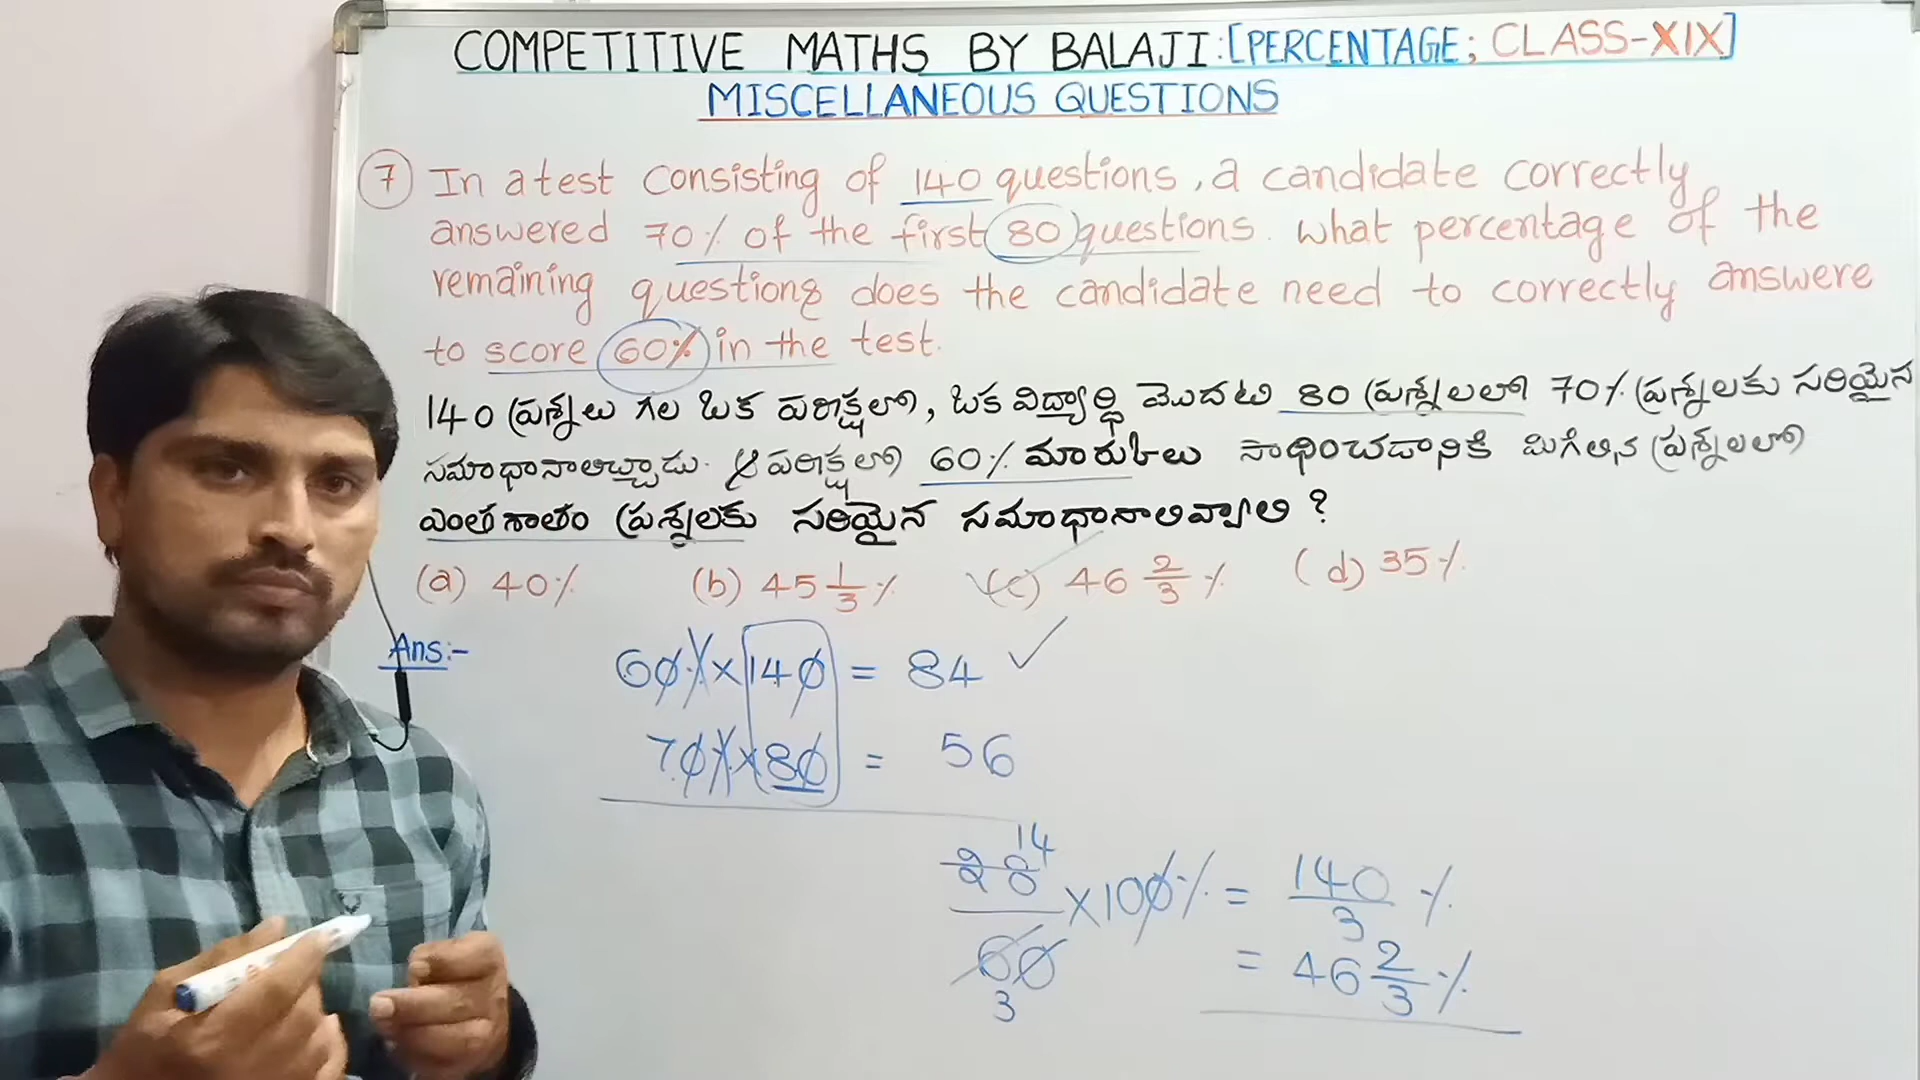 COMPETITIVE MATHS BY BALAJI:[PERCENTAGE; CLASS-XIX]
MISCELLANEOUS QUESTIONS
7 In a test consisting of 140 questions, a candidate correctly
answered 70% of the first 80 questions. what percentage of the
remaining questions does the candidate need to correctly answere
to score 60% in the test.
140 ప్రశ్నలు గల ఒక పరీక్షలో, ఒక విద్యార్థి మొదటి 80 ప్రశ్నలలో 70% ప్రశ్నలకు సరియైన
సమాధానాలిచ్చాడు. ఆ పరీక్షలో 60% మార్కులు సాధించడానికి మిగిలిన ప్రశ్నలలో
ఎంతశాతం ప్రశ్నలకు సరియైన సమాధానాలివ్వాలి ?
(a) 40% (b) 45 1/3 % (c) 46 2/3 % (d) 35%
Ans:-
60% × 140 = 84 ✓
70% × 80 = 56
28/60 × 100% = 140/3 %
14
3
= 46 2/3 %